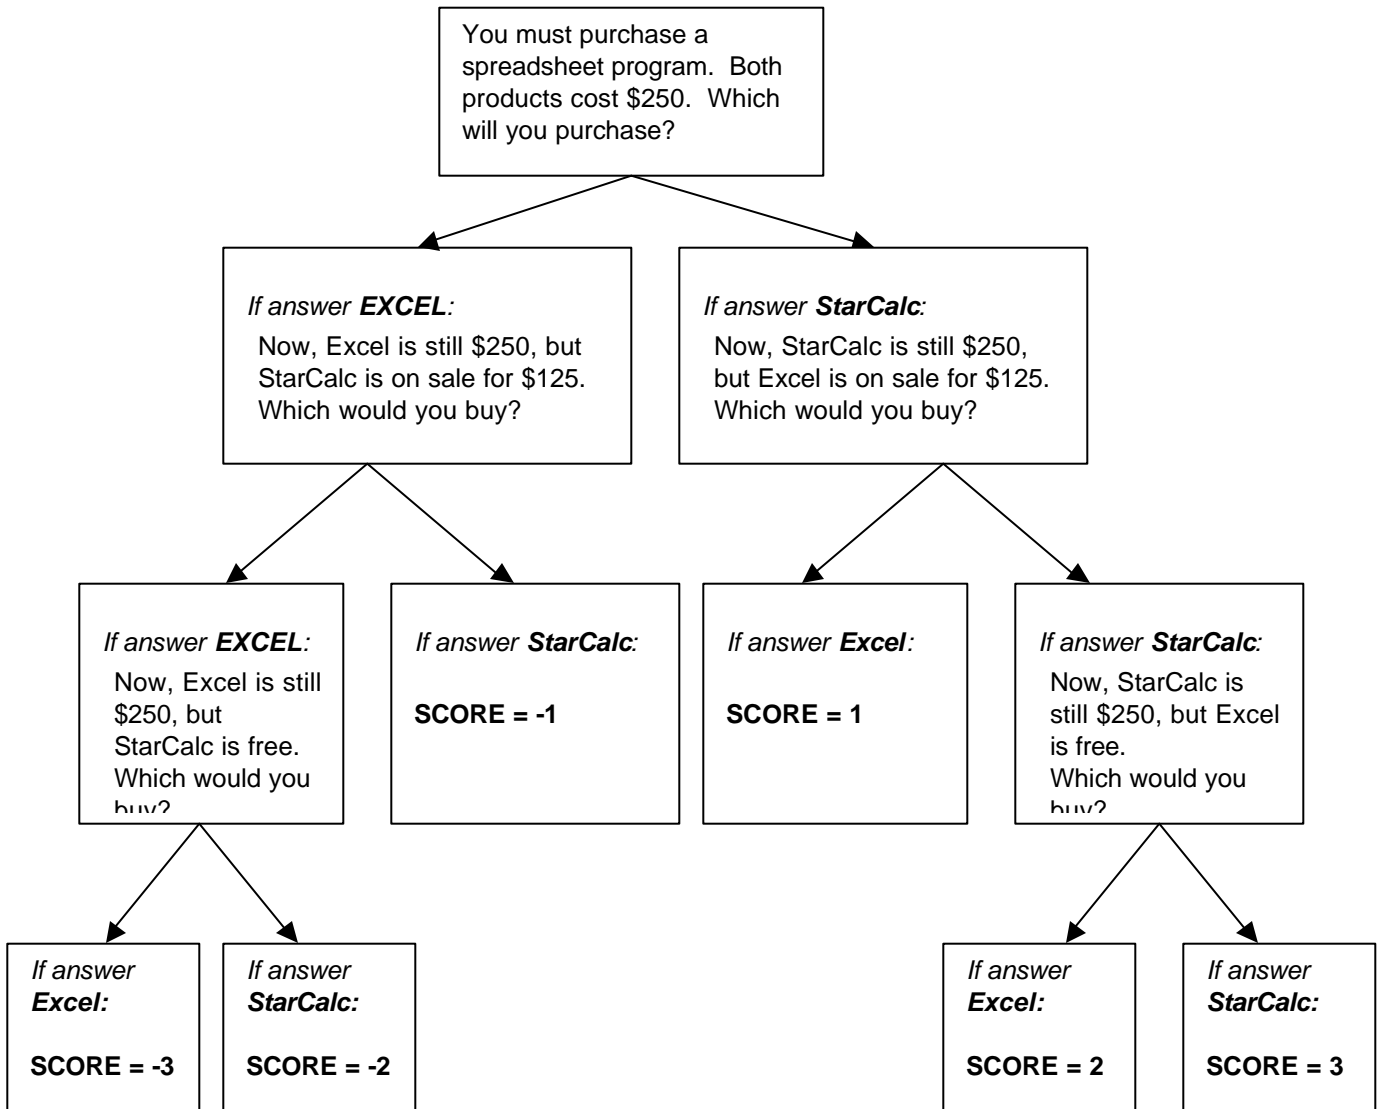 You must purchase a
spreadsheet program.  Both
products cost $250.  Which
will you purchase?
If answer EXCEL:
Now, Excel is still $250, but
StarCalc is on sale for $125.
Which would you buy?
If answer StarCalc:
Now, StarCalc is still $250,
but Excel is on sale for $125.
Which would you buy?
If answer EXCEL:
Now, Excel is still
$250, but
StarCalc is free.
Which would you
buy?
If answer StarCalc:
SCORE = -1
If answer Excel:
SCORE = 1
If answer StarCalc:
Now, StarCalc is
still $250, but Excel
is free.
Which would you
buy?
If answer
Excel:
SCORE = -3
If answer
StarCalc:
SCORE = -2
If answer
Excel:
SCORE = 2
If answer
StarCalc:
SCORE = 3